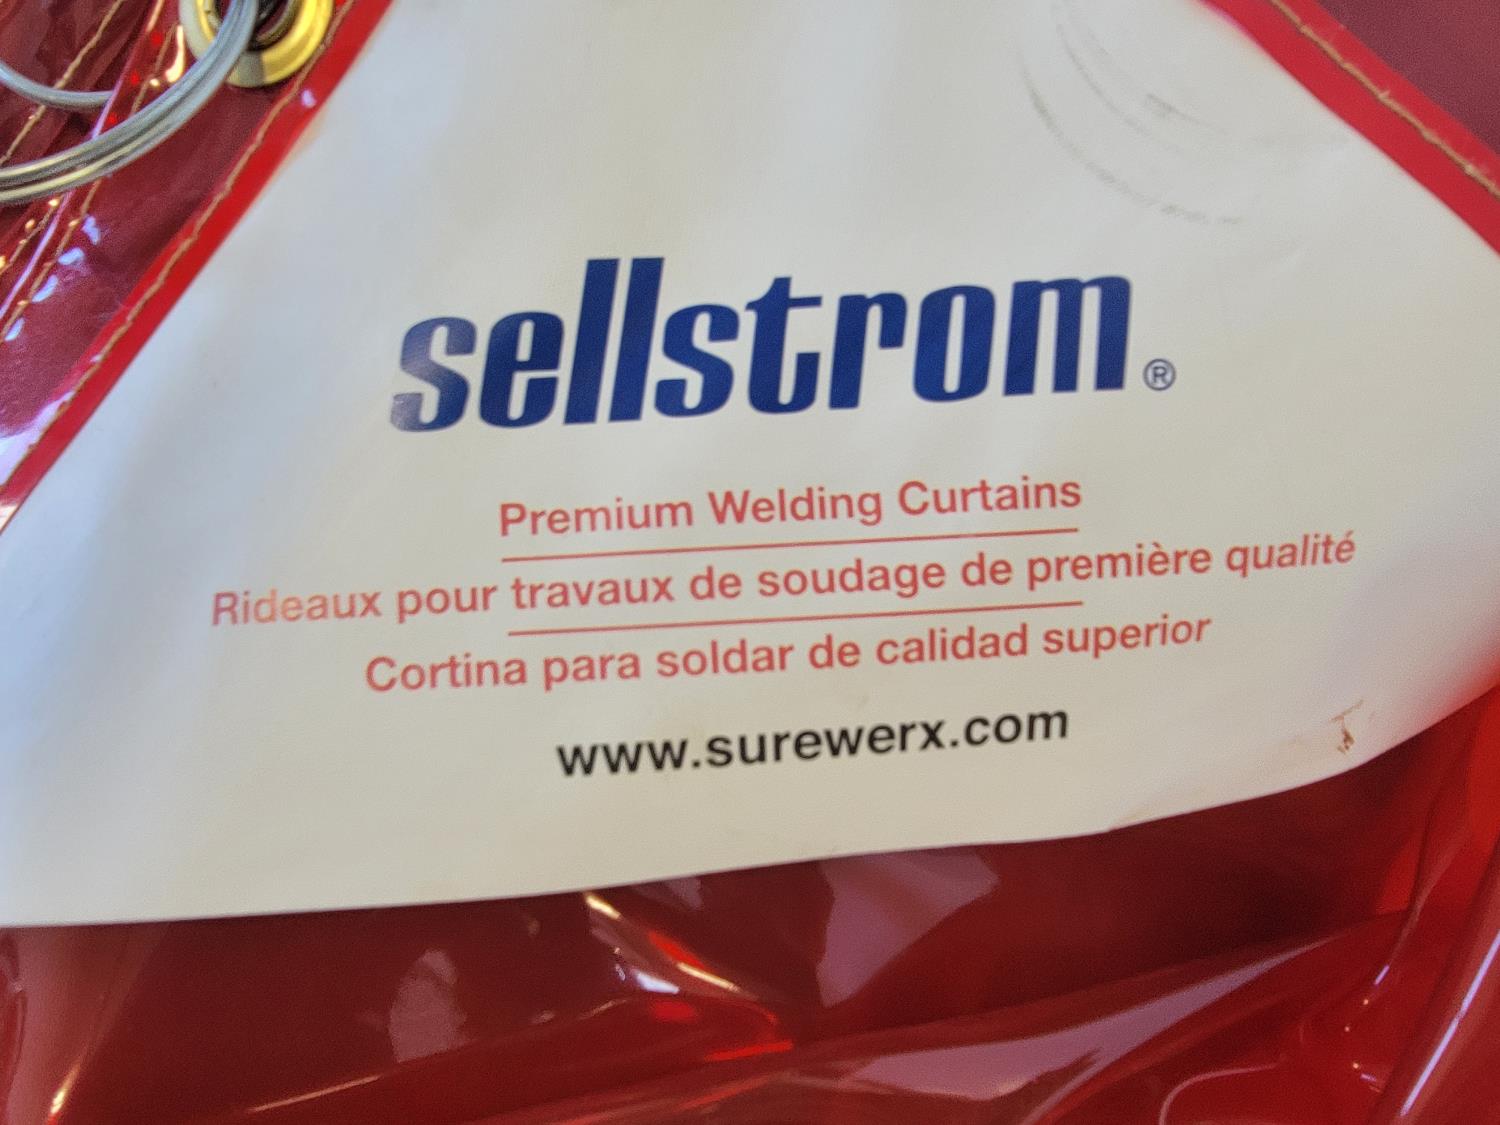 sellstrom®
Premium Welding Curtains
Rideaux pour travaux de soudage de première qualité
Cortina para soldar de calidad superior
www.surewerx.com